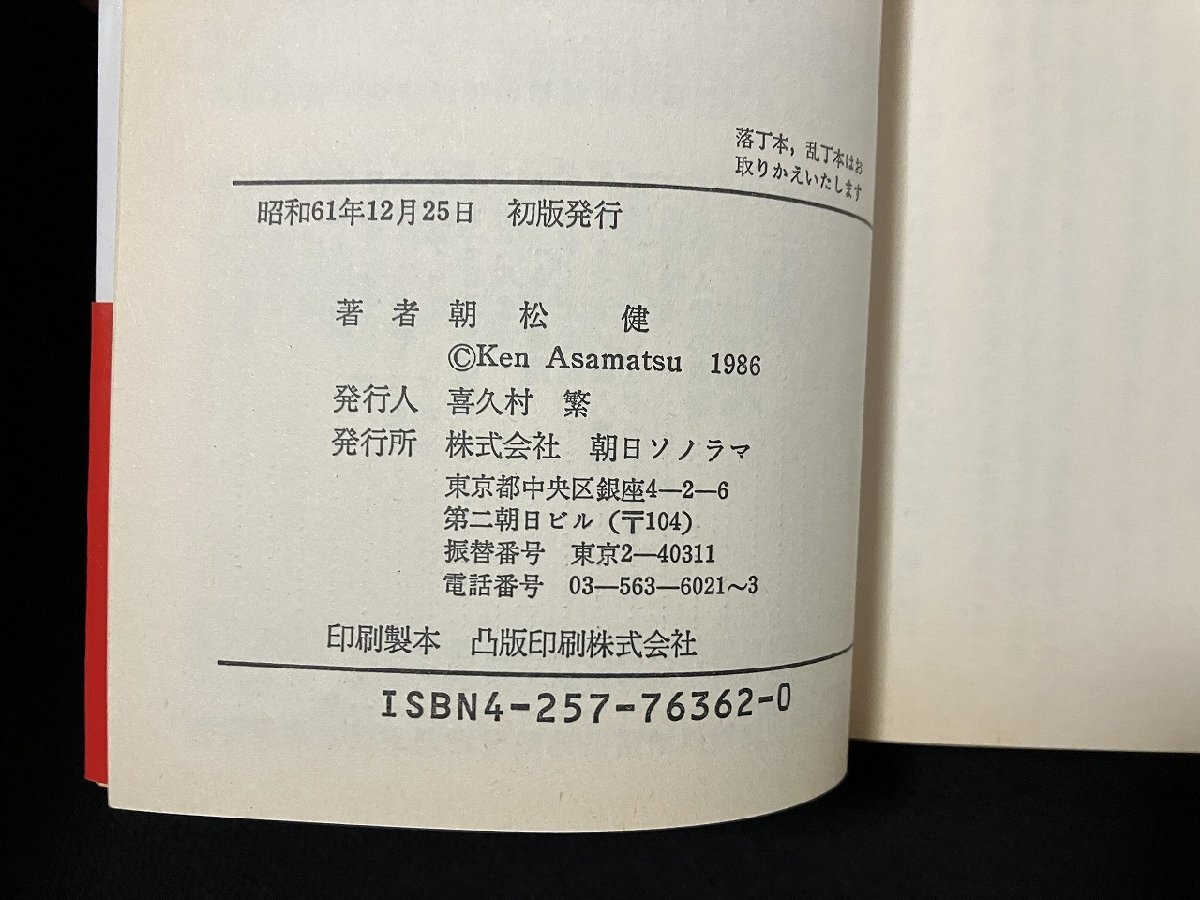 落丁本，乱丁本はお
取りかえいたします
昭和61年12月25日　初版発行
著　者　朝　松　　健
©Ken Asamatsu 1986
発行人　喜久村　繁
発行所　株式会社　朝日ソノラマ
東京都中央区銀座4—2—6
第二朝日ビル（〒104）
振替番号　東京2—40311
電話番号　03—563—6021〜3
印刷製本　凸版印刷株式会社
ISBN4-257-76362-0